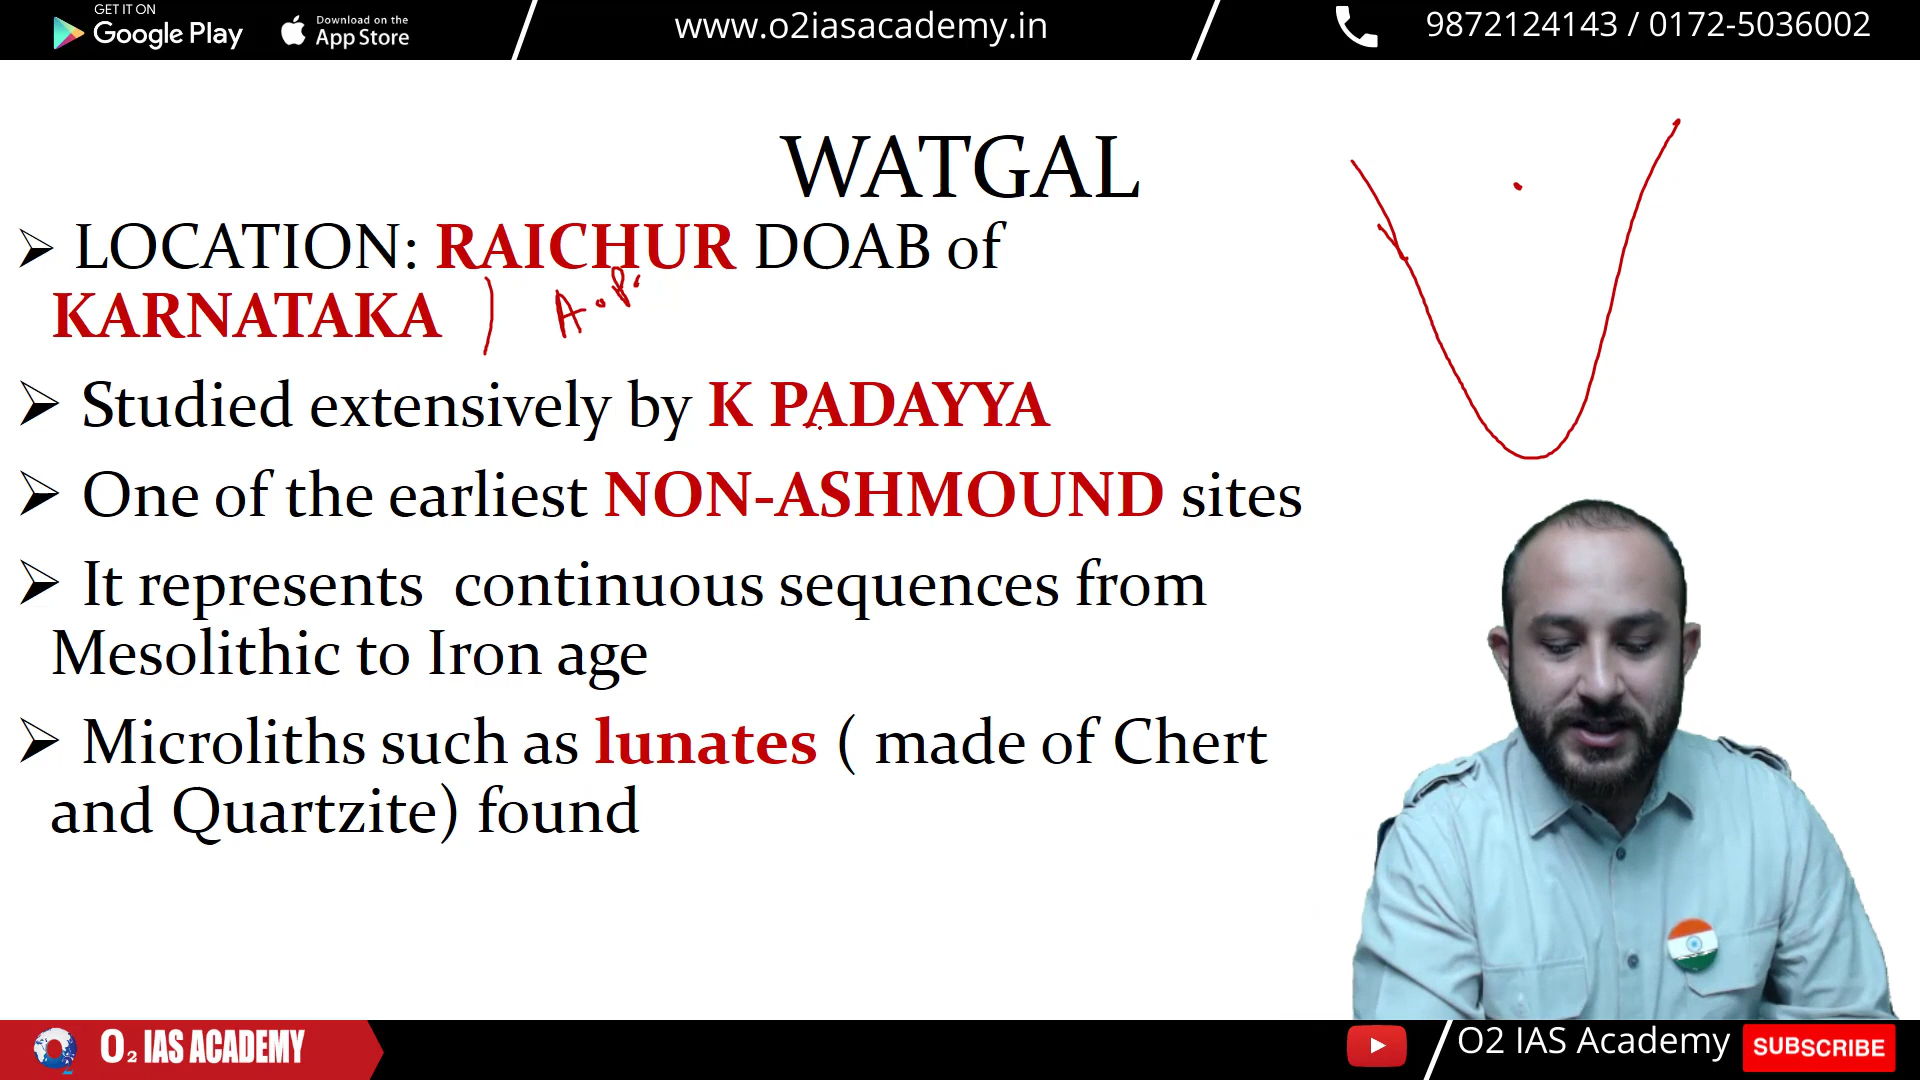 GET IT ON
Google Play
Download on the
App Store
www.o2iasacademy.in
9872124143 / 0172-5036002
WATGAL
➢ LOCATION: RAICHUR DOAB of
KARNATAKA ) A.P.
➢ Studied extensively by K PADAYYA
➢ One of the earliest NON-ASHMOUND sites
➢ It represents continuous sequences from
Mesolithic to Iron age
➢ Microliths such as lunates ( made of Chert
and Quartzite) found
O₂ IAS ACADEMY
O2 IAS Academy
SUBSCRIBE